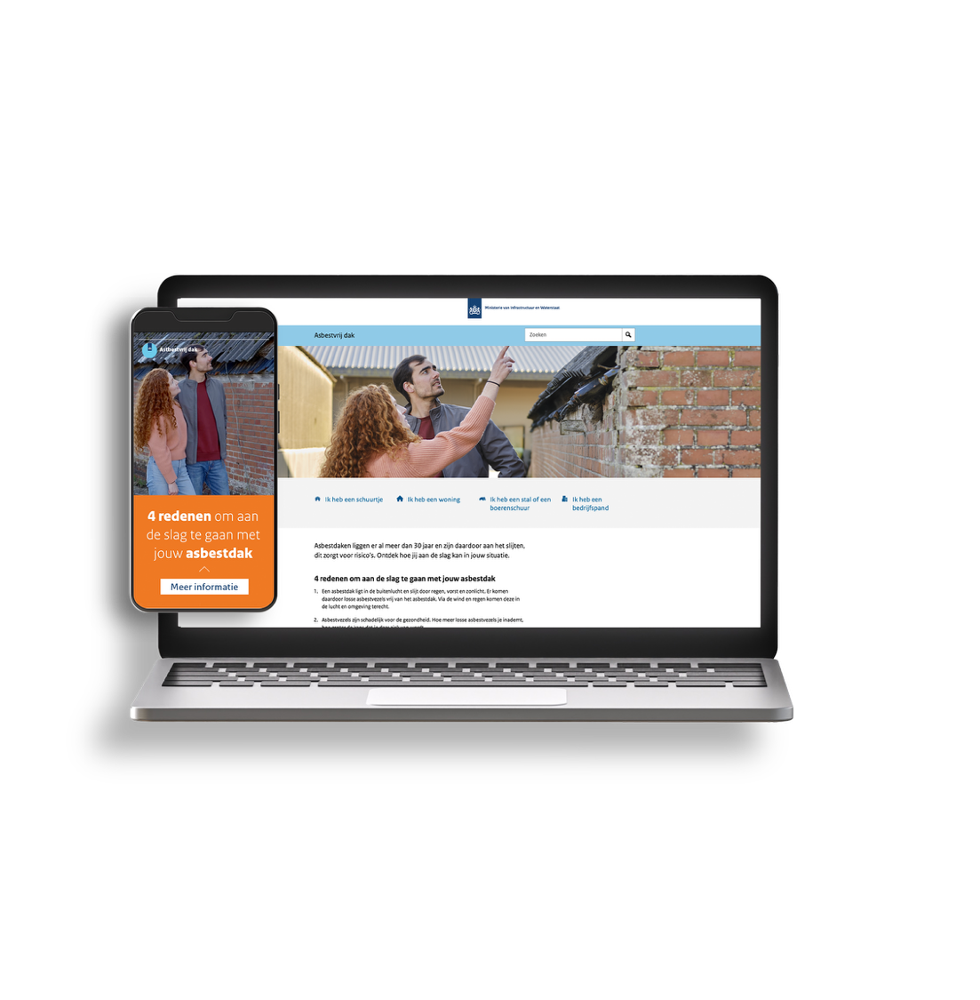 Ministerie van Infrastructuur en Waterstaat
Asbestvrij dak
Zoeken
Ik heb een schuurtje
Ik heb een woning
Ik heb een stal of een
boerenschuur
Ik heb een
bedrijfspand
Asbestdaken liggen er al meer dan 30 jaar en zijn daardoor aan het slijten,
dit zorgt voor risico's. Ontdek hoe jij aan de slag kan in jouw situatie.
4 redenen om aan de slag te gaan met jouw asbestdak
1. Een asbestdak ligt in de buitenlucht en slijt door regen, vorst en zonlicht. Er komen
daardoor losse asbestvezels vrij van het asbestdak. Via de wind en regen komen deze in
de lucht en omgeving terecht.
2. Asbestvezels zijn schadelijk voor de gezondheid. Hoe meer losse asbestvezels je inademt,
Astbestvrij dak
4 redenen om aan
de slag te gaan met
jouw asbestdak
Meer informatie